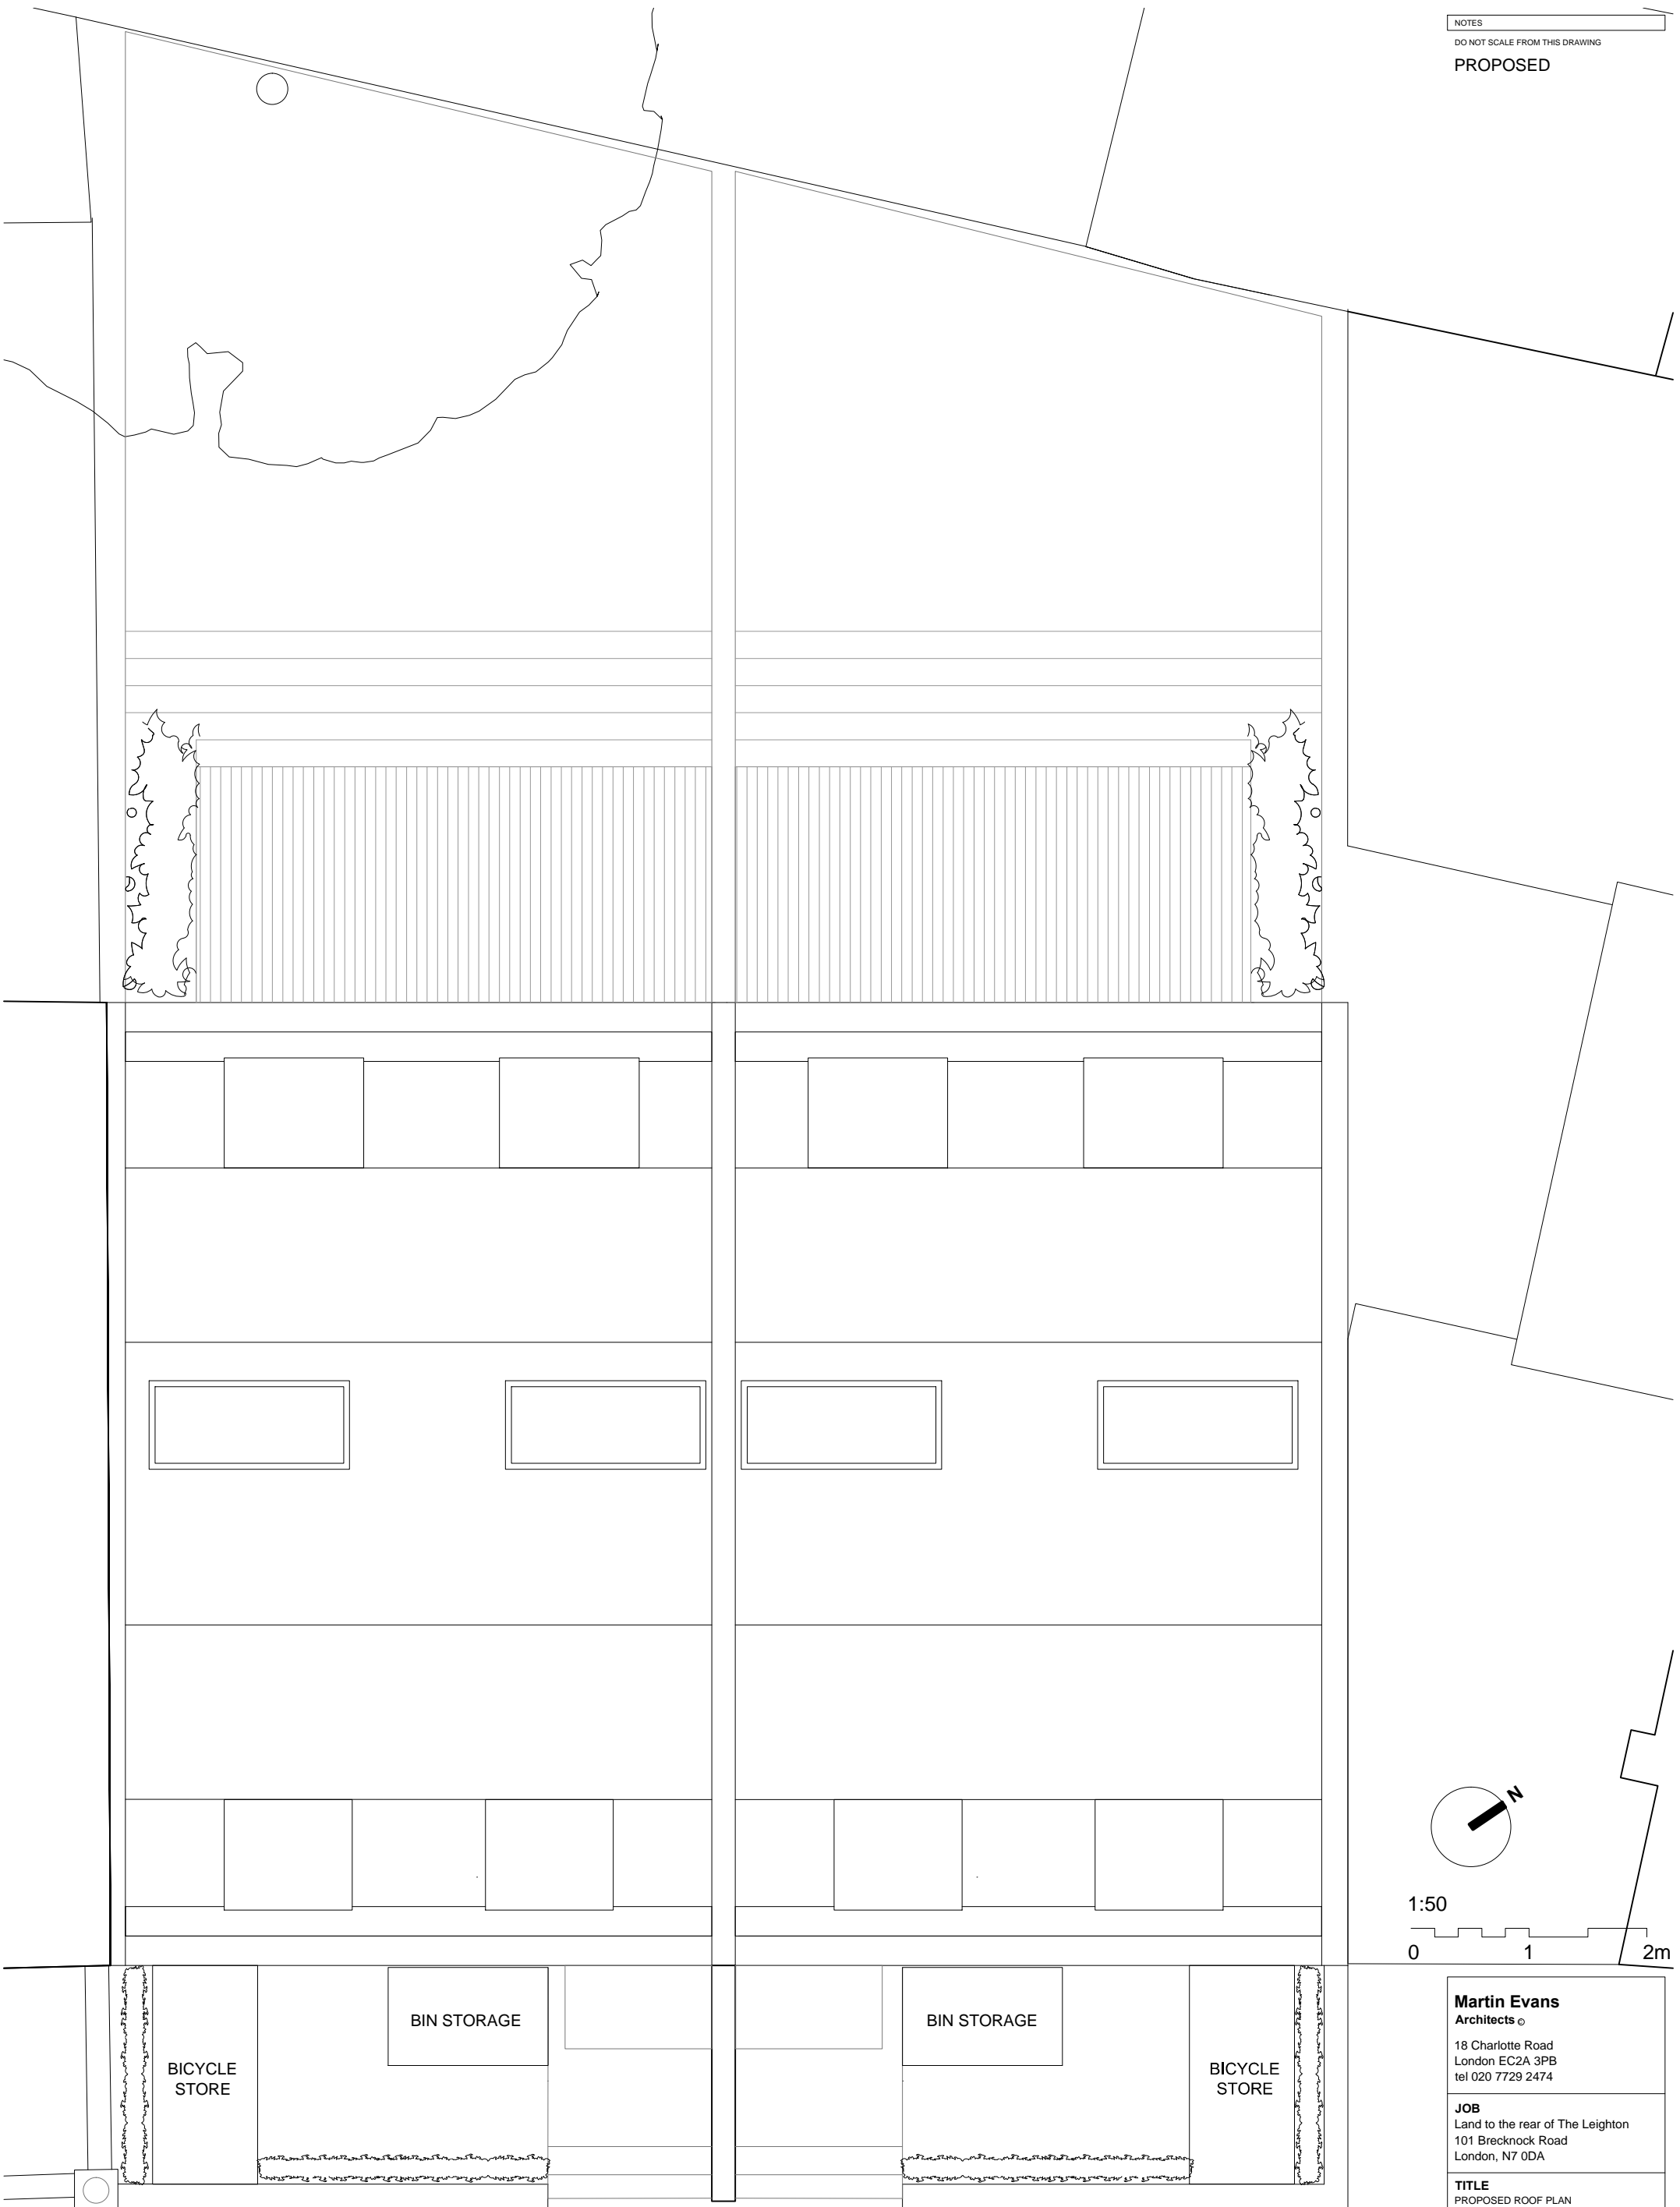 NOTES
DO NOT SCALE FROM THIS DRAWING
PROPOSED
N
1:50
0 1 2m
BIN STORAGE
BIN STORAGE
BICYCLE
STORE
BICYCLE
STORE
Martin Evans
Architects ©
18 Charlotte Road
London EC2A 3PB
tel 020 7729 2474
JOB
Land to the rear of The Leighton
101 Brecknock Road
London, N7 0DA
TITLE
PROPOSED ROOF PLAN